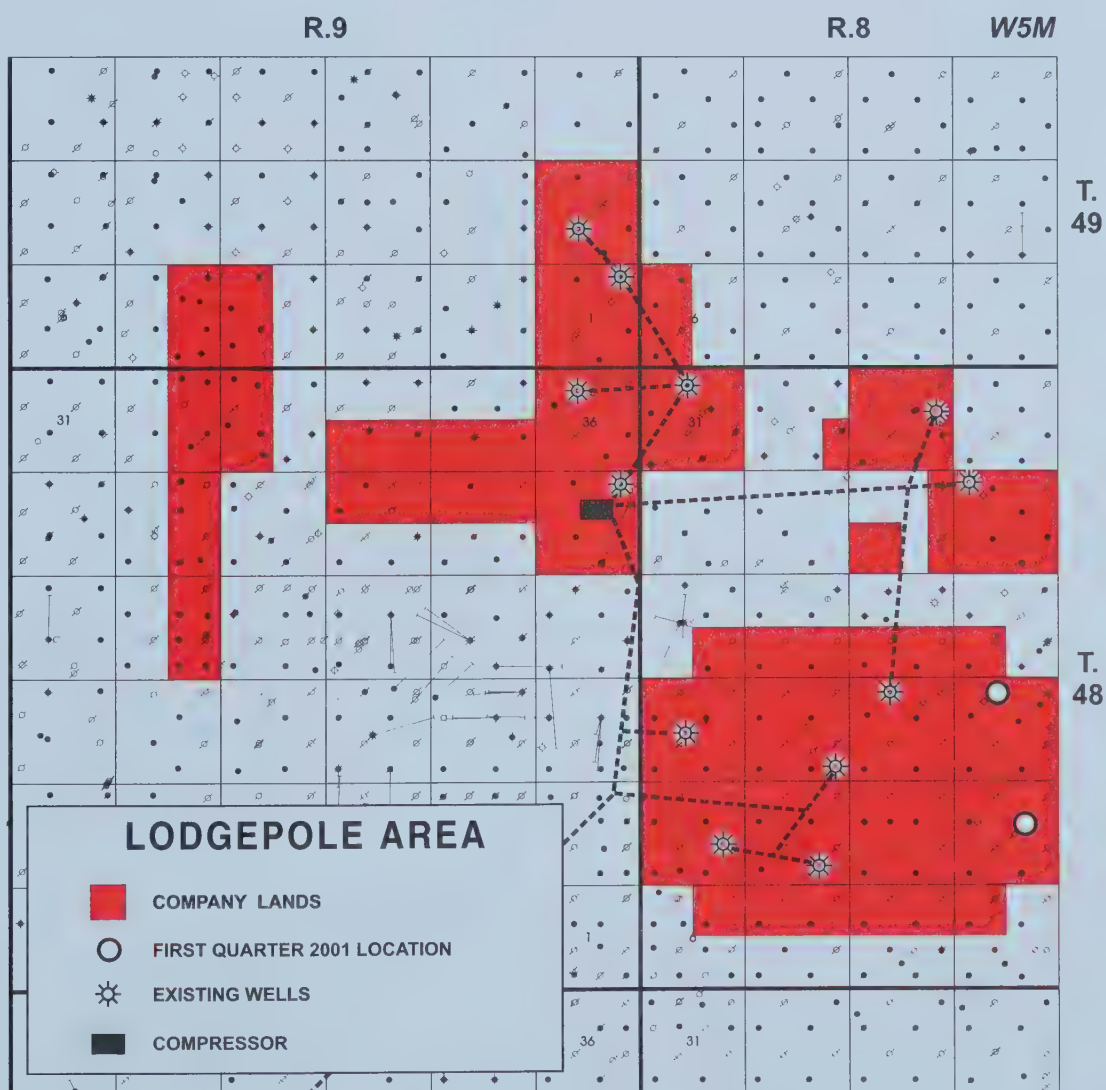 R.9 R.8 W5M
T.
49
1 6
31 36 31
T.
48
LODGEPOLE AREA
COMPANY LANDS
FIRST QUARTER 2001 LOCATION
EXISTING WELLS
COMPRESSOR
1
36 31